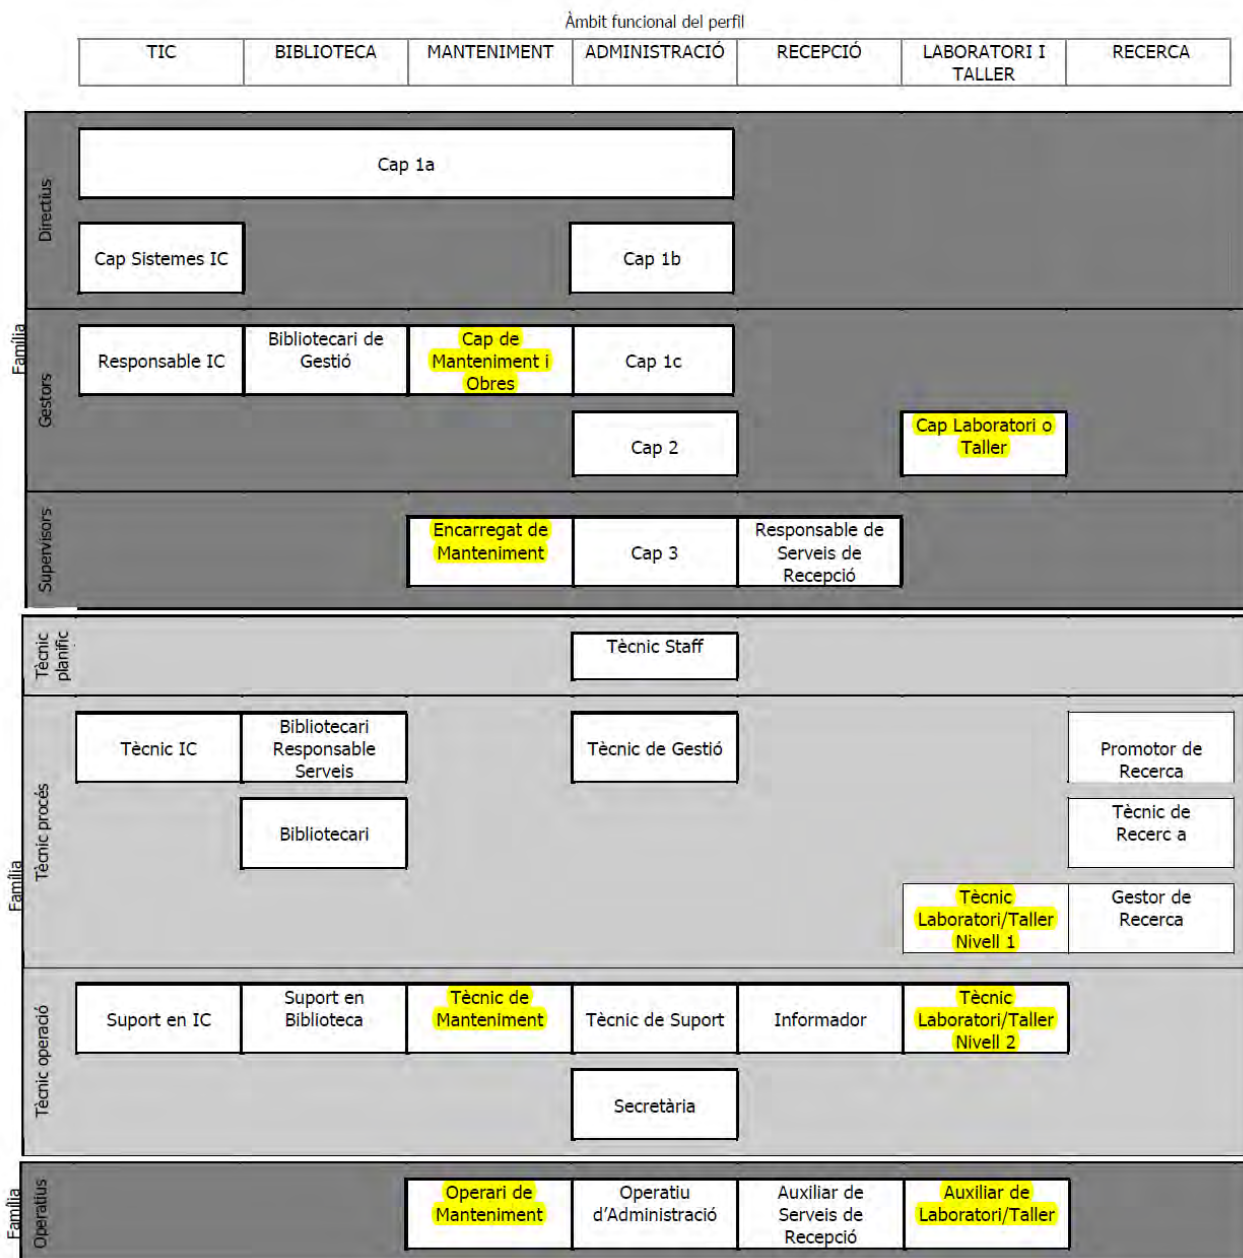 Àmbit funcional del perfil
TIC
BIBLIOTECA
MANTENIMENT
ADMINISTRACIÓ
RECEPCIÓ
LABORATORI I
TALLER
RECERCA
Família
Directius
Cap 1a
Cap Sistemes IC
Cap 1b
Gestors
Responsable IC
Bibliotecari de
Gestió
Cap de
Manteniment i
Obres
Cap 1c
Cap 2
Cap Laboratori o
Taller
Supervisors
Encarregat de
Manteniment
Cap 3
Responsable de
Serveis de
Recepció
Família
Tècnic
planific
Tècnic Staff
Tècnic procés
Tècnic IC
Bibliotecari
Responsable
Serveis
Tècnic de Gestió
Promotor de
Recerca
Bibliotecari
Tècnic de
Recerc a
Tècnic
Laboratori/Taller
Nivell 1
Gestor de
Recerca
Tècnic operació
Suport en IC
Suport en
Biblioteca
Tècnic de
Manteniment
Tècnic de Suport
Informador
Tècnic
Laboratori/Taller
Nivell 2
Secretària
Família
Operatius
Operari de
Manteniment
Operatiu
d'Administració
Auxiliar de
Serveis de
Recepció
Auxiliar de
Laboratori/Taller